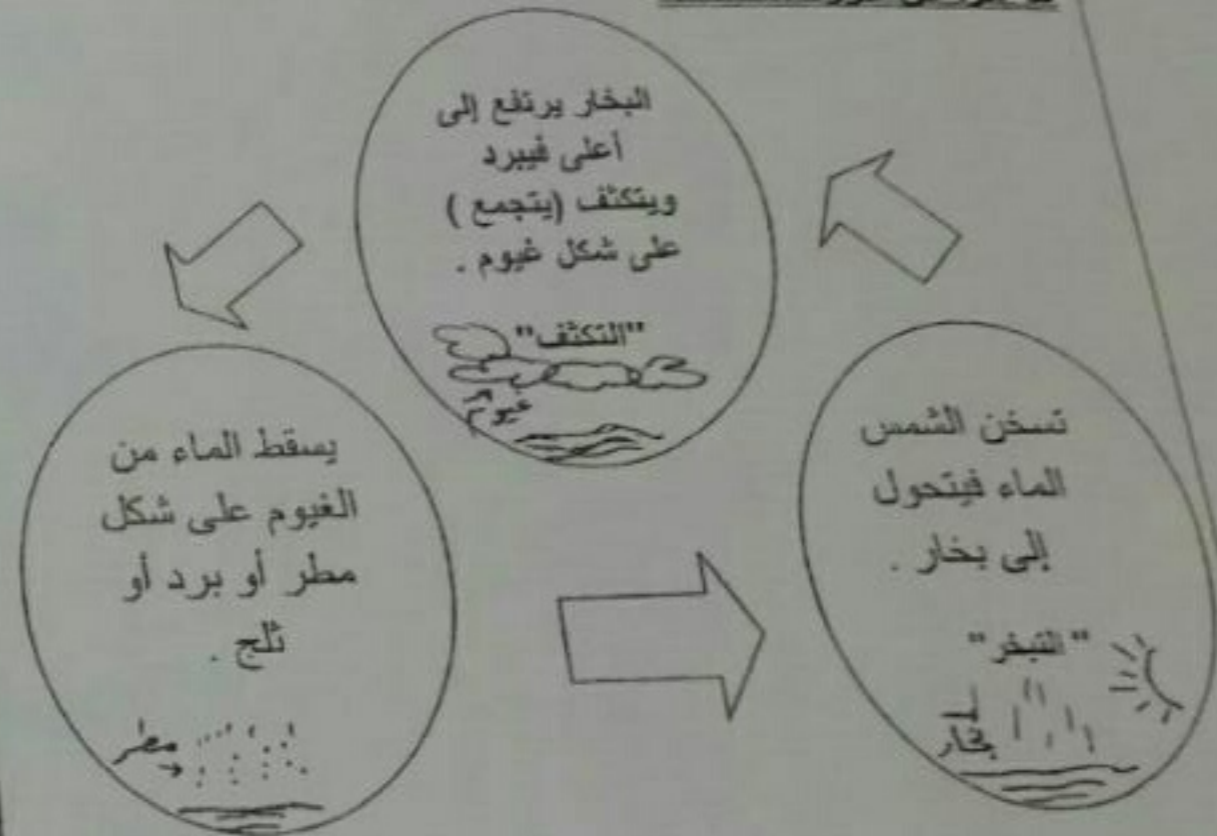 البخار يرتفع إلى
أعلى فيبرد
ويتكثف (يتجمع )
على شكل غيوم .
"التكثف"
غيوم
تسخن الشمس
الماء فيتحول
إلى بخار .
"التبخر"
بخار
يسقط الماء من
الغيوم على شكل
مطر أو برد أو
ثلج .
مطر